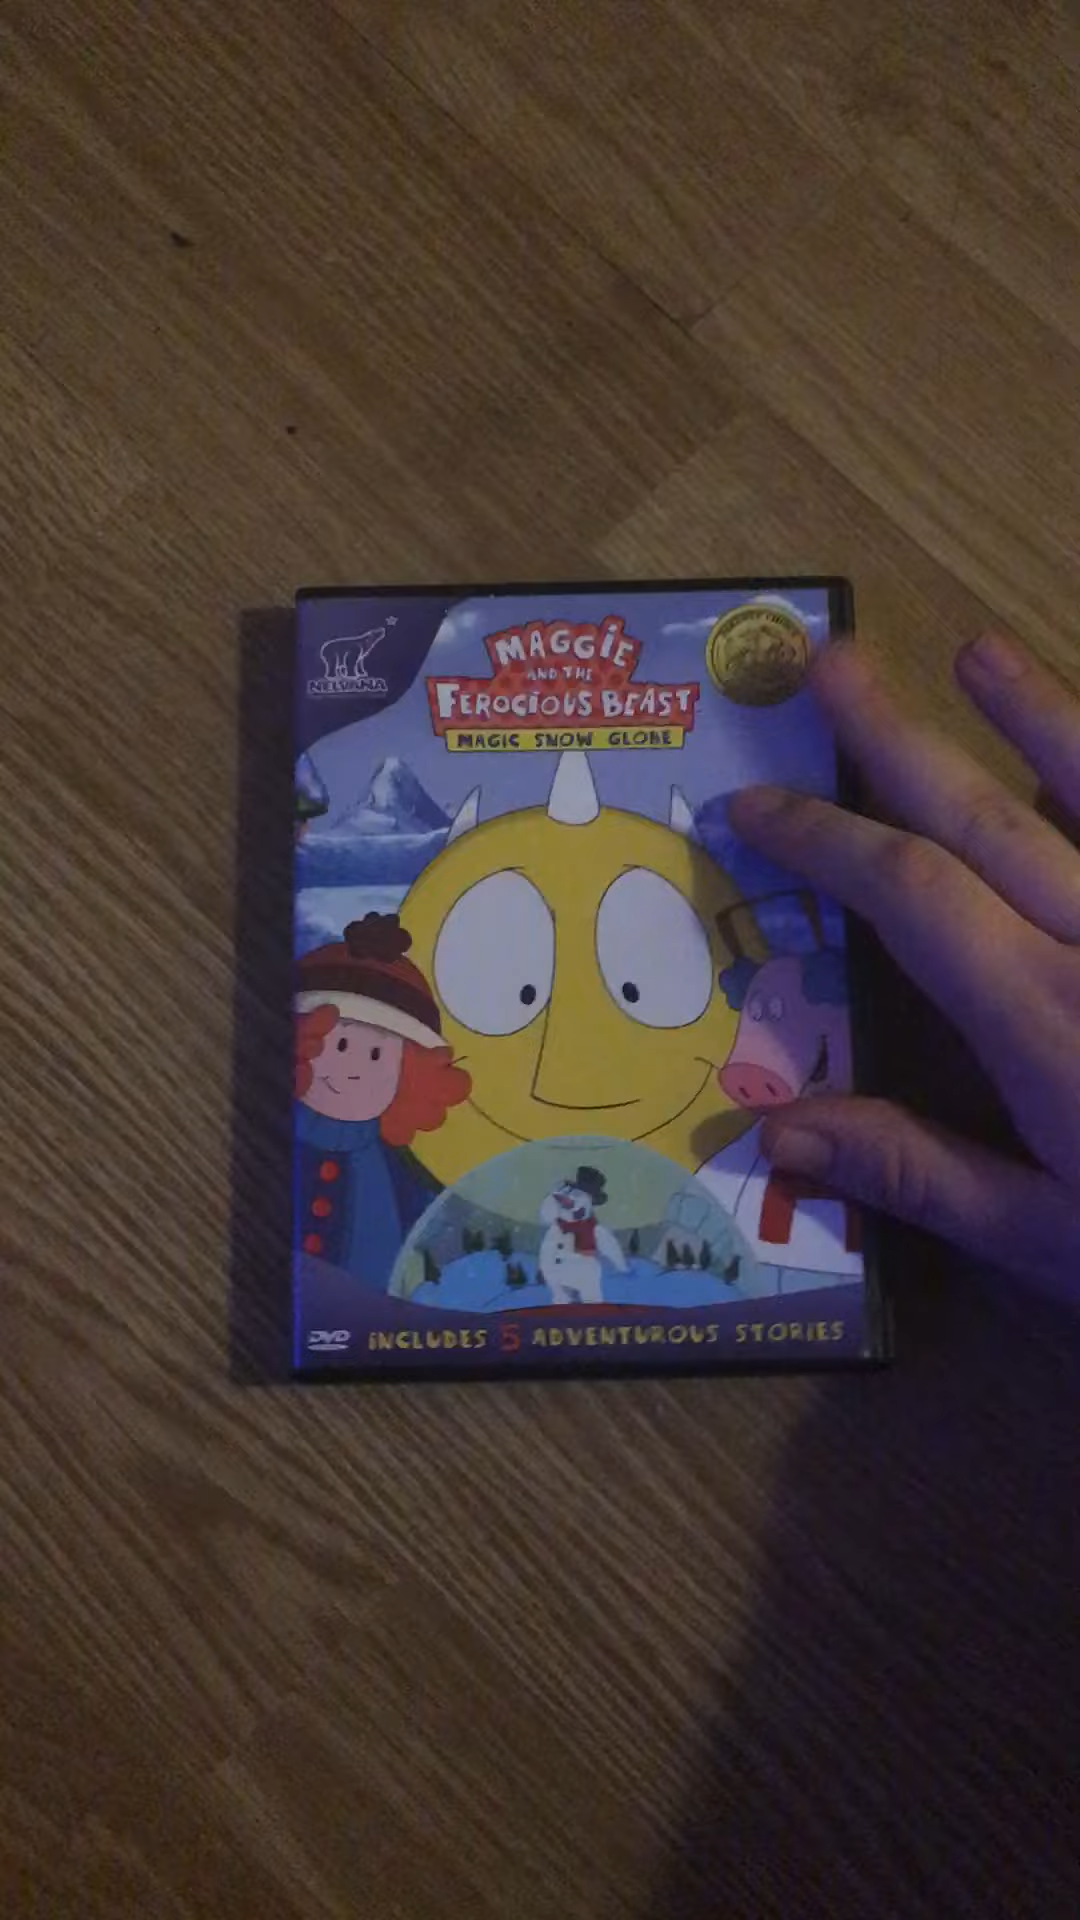 NELVANA
MAGGIE
AND THE
FEROCIOUS BEAST
MAGIC SNOW GLOBE
DVD
INCLUDES 5 ADVENTUROUS STORIES